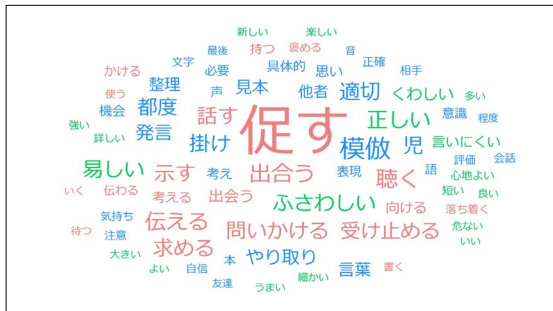 新しい 楽しい
最後 持つ 褒める 音
文字 具体的 正確
かける 必要 思い 相手
整理 見本 適切
使う 声 他者 くわしい 多い
機会 都度 話す 促す 正しい 意識 程度
強い 発言 掛け 模倣 児 言いにくい
詳しい 評価 会話
易しい 示す 考え 出合う 表現 聴く 語 心地よい
いく 伝わる 考える 出会う ふさわしい 短い 良い
向ける 落ち着く
気持ち 伝える 問いかける 受け止める 危ない
待つ 注意 いい
大きい 求める 本 やり取り
よい 自信 言葉 書く
友達 うまい 細かい